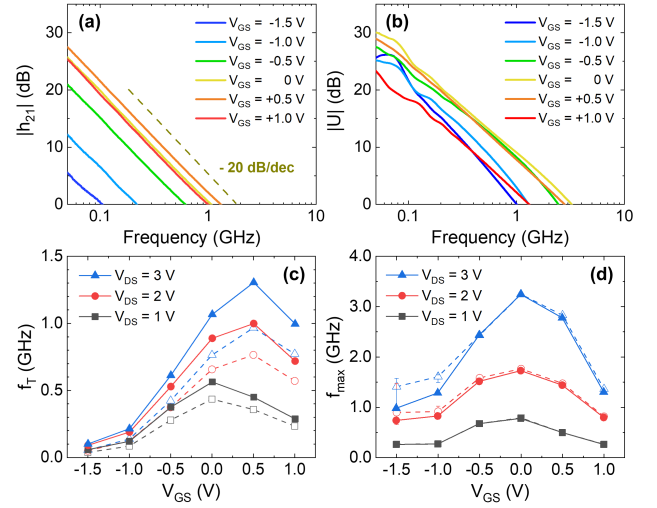 (a)
V_GS = -1.5 V
V_GS = -1.0 V
V_GS = -0.5 V
V_GS = 0 V
V_GS = +0.5 V
V_GS = +1.0 V
- 20 dB/dec
|h_21| (dB)
0
10
20
30
0.1
1
10
Frequency (GHz)
(b)
V_GS = -1.5 V
V_GS = -1.0 V
V_GS = -0.5 V
V_GS = 0 V
V_GS = +0.5 V
V_GS = +1.0 V
|U| (dB)
0
10
20
30
0.1
1
10
Frequency (GHz)
(c)
V_DS = 3 V
V_DS = 2 V
V_DS = 1 V
f_T (GHz)
0.0
0.5
1.0
1.5
-1.5 -1.0 -0.5 0.0 0.5 1.0
V_GS (V)
(d)
V_DS = 3 V
V_DS = 2 V
V_DS = 1 V
f_max (GHz)
0.0
1.0
2.0
3.0
4.0
-1.5 -1.0 -0.5 0.0 0.5 1.0
V_GS (V)